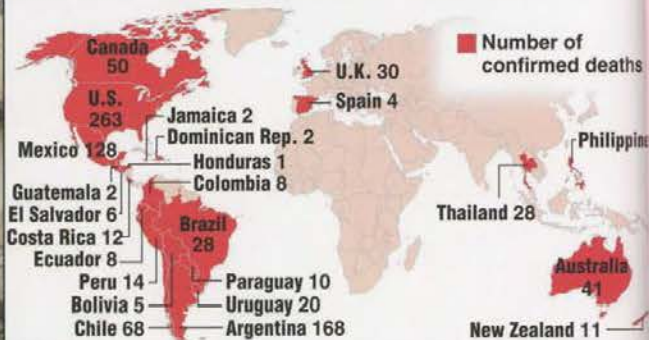 Number of
confirmed deaths
Canada
50
U.S.
263
Mexico 128
Jamaica 2
Dominican Rep. 2
Honduras 1
Colombia 8
Guatemala 2
El Salvador 6
Costa Rica 12
Ecuador 8
Peru 14
Bolivia 5
Chile 68
Brazil
28
Paraguay 10
Uruguay 20
Argentina 168
U.K. 30
Spain 4
Thailand 28
Philippine
Australia
41
New Zealand 11